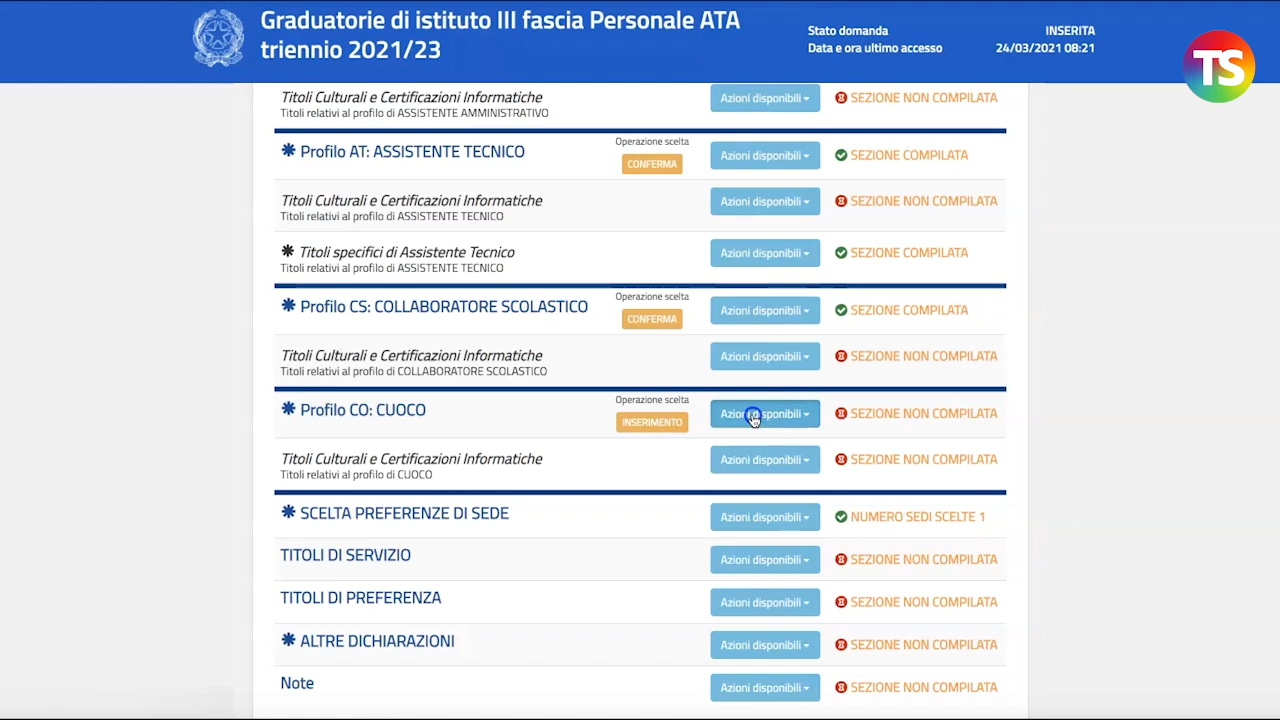 Graduatorie di istituto III fascia Personale ATA
triennio 2021/23
Stato domanda INSERITA
Data e ora ultimo accesso 24/03/2021 08:21
TS
Titoli Culturali e Certificazioni Informatiche Azioni disponibili SEZIONE NON COMPILATA
Titoli relativi al profilo di ASSISTENTE AMMINISTRATIVO
Operazione scelta
* Profilo AT: ASSISTENTE TECNICO Azioni disponibili SEZIONE COMPILATA
CONFERMA
Titoli Culturali e Certificazioni Informatiche Azioni disponibili SEZIONE NON COMPILATA
Titoli relativi al profilo di ASSISTENTE TECNICO
* Titoli specifici di Assistente Tecnico Azioni disponibili SEZIONE COMPILATA
Titoli relativi al profilo di ASSISTENTE TECNICO
Operazione scelta
* Profilo CS: COLLABORATORE SCOLASTICO Azioni disponibili SEZIONE COMPILATA
CONFERMA
Titoli Culturali e Certificazioni Informatiche Azioni disponibili SEZIONE NON COMPILATA
Titoli relativi al profilo di COLLABORATORE SCOLASTICO
Operazione scelta
* Profilo CO: CUOCO Azioni disponibili SEZIONE NON COMPILATA
INSERIMENTO
Titoli Culturali e Certificazioni Informatiche Azioni disponibili SEZIONE NON COMPILATA
Titoli relativi al profilo di CUOCO
* SCELTA PREFERENZE DI SEDE Azioni disponibili NUMERO SEDI SCELTE 1
TITOLI DI SERVIZIO Azioni disponibili SEZIONE NON COMPILATA
TITOLI DI PREFERENZA Azioni disponibili SEZIONE NON COMPILATA
* ALTRE DICHIARAZIONI Azioni disponibili SEZIONE NON COMPILATA
Note Azioni disponibili SEZIONE NON COMPILATA